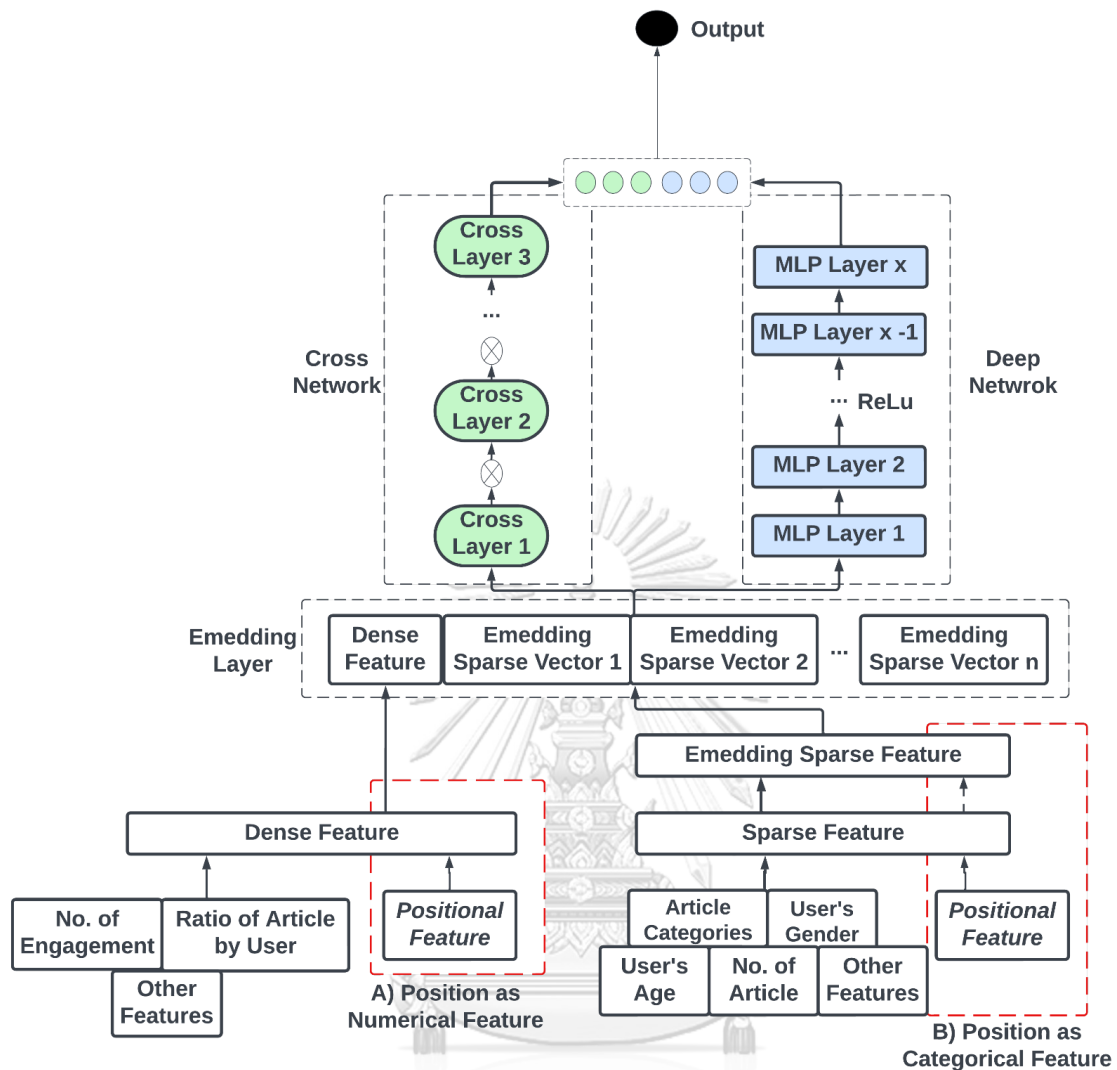 Output
Cross
Layer 3
...
Cross
Layer 2
Cross
Layer 1
Cross
Network
MLP Layer x
MLP Layer x -1
... ReLu
MLP Layer 2
MLP Layer 1
Deep
Netwrok
Emedding
Layer
Dense
Feature
Emedding
Sparse Vector 1
Emedding
Sparse Vector 2
...
Emedding
Sparse Vector n
Emedding Sparse Feature
Dense Feature
Sparse Feature
No. of
Engagement
Ratio of Article
by User
Other
Features
Positional
Feature
A) Position as
Numerical Feature
Article
Categories
User's
Gender
User's
Age
No. of
Article
Other
Features
Positional
Feature
B) Position as
Categorical Feature